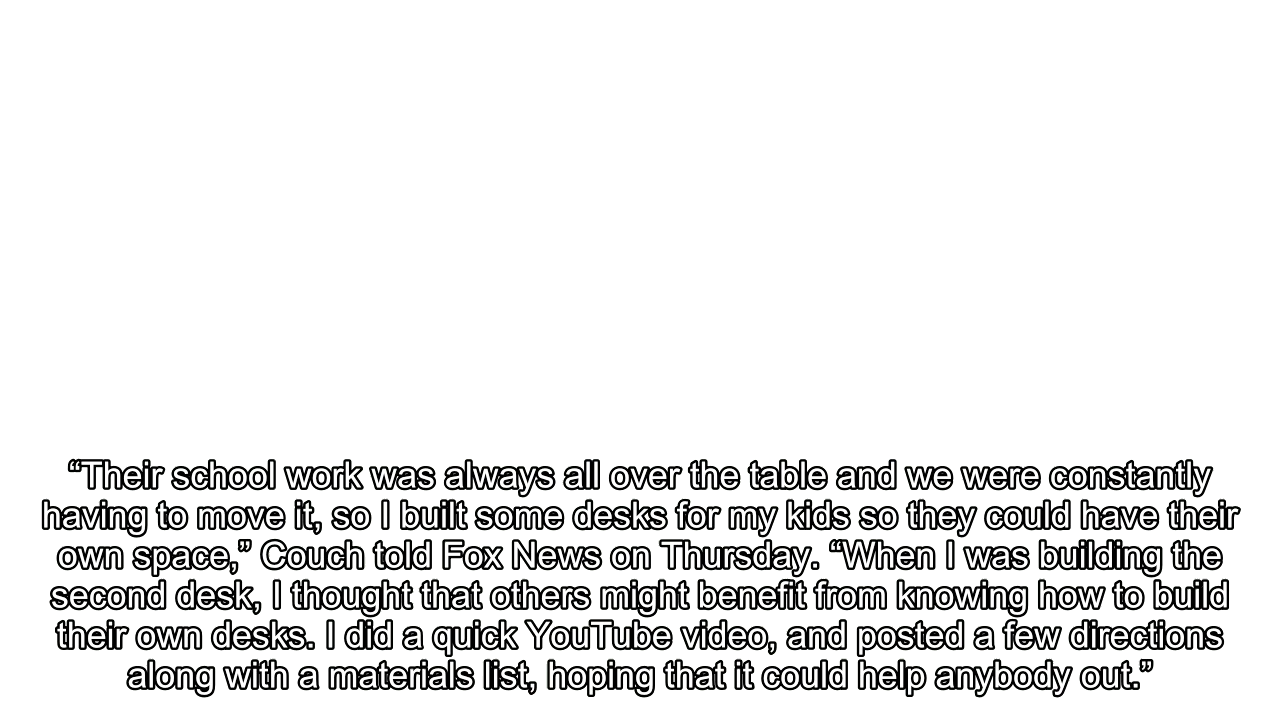 “Their school work was always all over the table and we were constantly
having to move it, so I built some desks for my kids so they could have their
own space,” Couch told Fox News on Thursday. “When I was building the
second desk, I thought that others might benefit from knowing how to build
their own desks. I did a quick YouTube video, and posted a few directions
along with a materials list, hoping that it could help anybody out.”